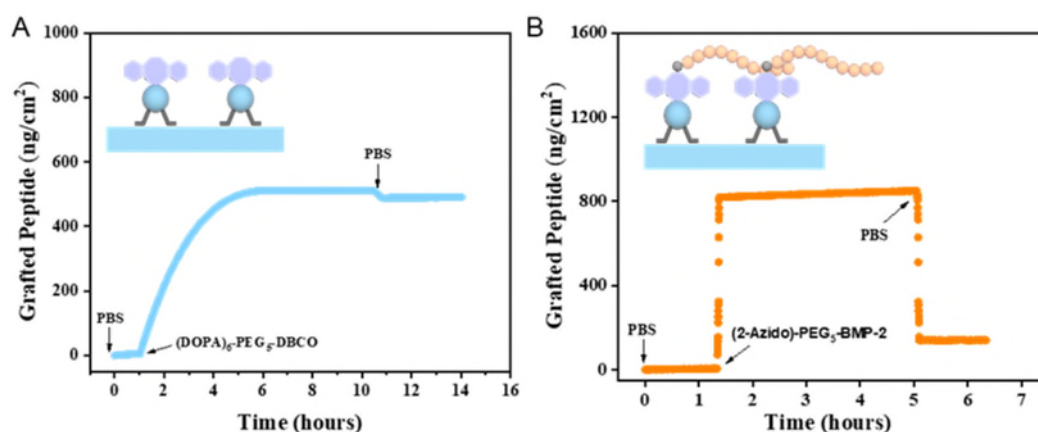 A
Grafted Peptide (ng/cm²)
1000
800
600
400
200
0
PBS
(DOPA)₆-PEG₅-DBCO
PBS
0 2 4 6 8 10 12 14 16
Time (hours)
B
Grafted Peptide (ng/cm²)
1600
1200
800
400
0
PBS
(2-Azido)-PEG₅-BMP-2
PBS
0 1 2 3 4 5 6 7
Time (hours)